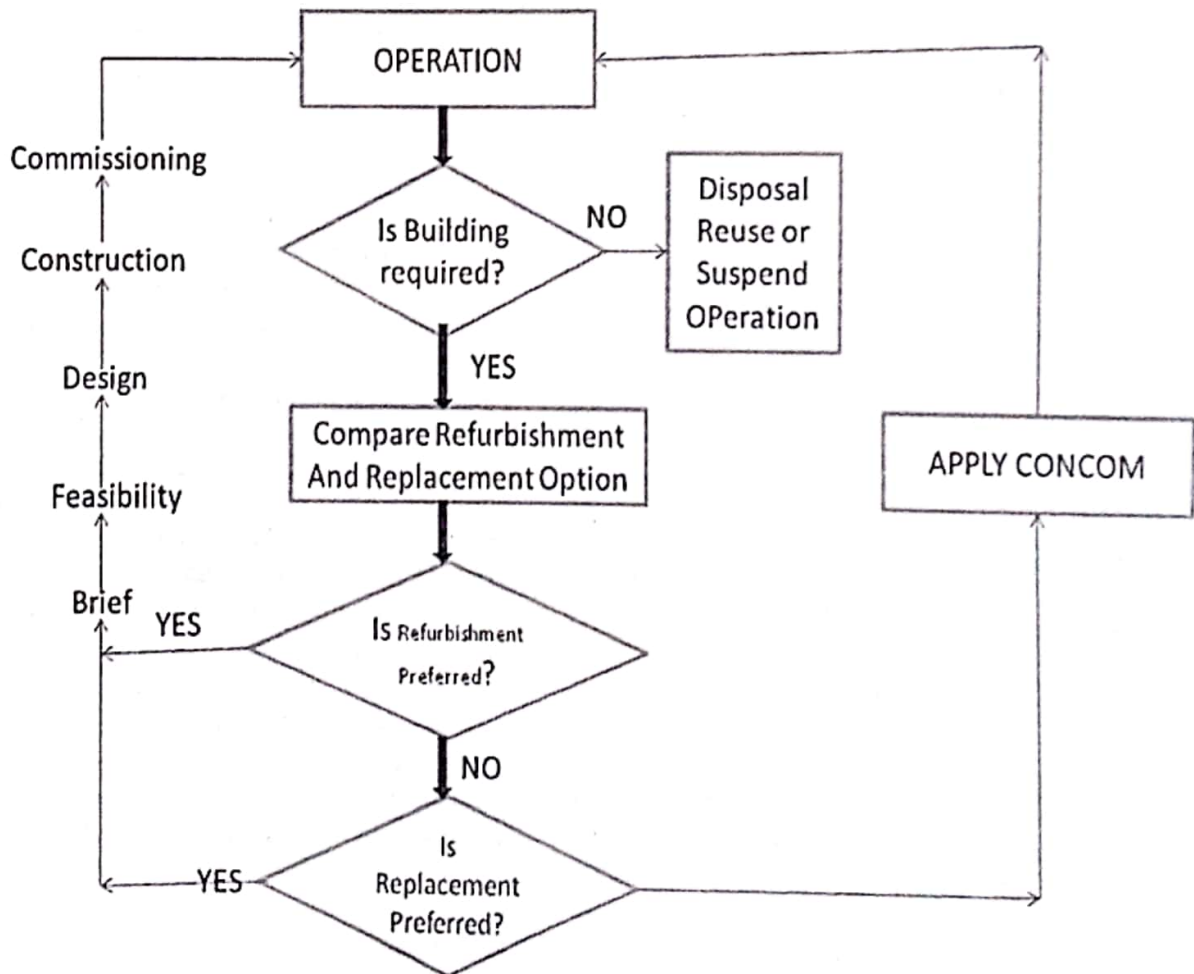 OPERATION
Commissioning
Is Building
required?
NO
Disposal
Reuse or
Suspend
OPeration
Construction
YES
Design
Compare Refurbishment
And Replacement Option
APPLY CONCOM
Feasibility
Brief
YES
Is Refurbishment
Preferred?
NO
Is
Replacement
Preferred?
YES